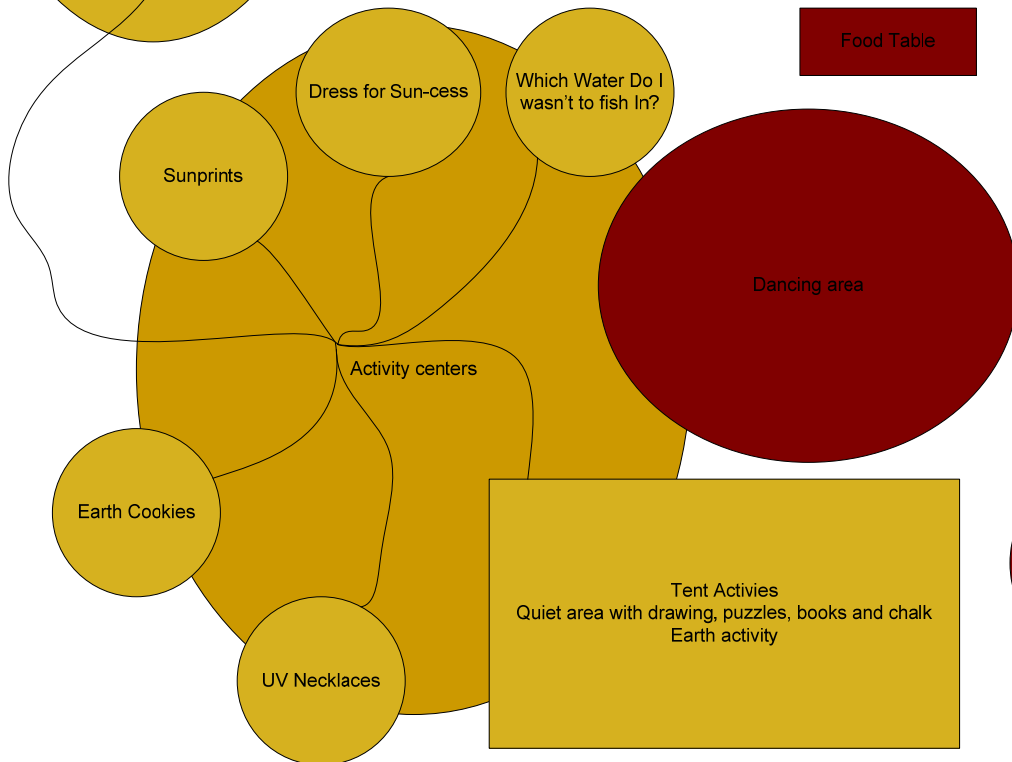 Food Table
Dress for Sun-cess
Which Water Do I
wasn't to fish In?
Sunprints
Dancing area
Activity centers
Earth Cookies
Tent Activies
Quiet area with drawing, puzzles, books and chalk
Earth activity
UV Necklaces